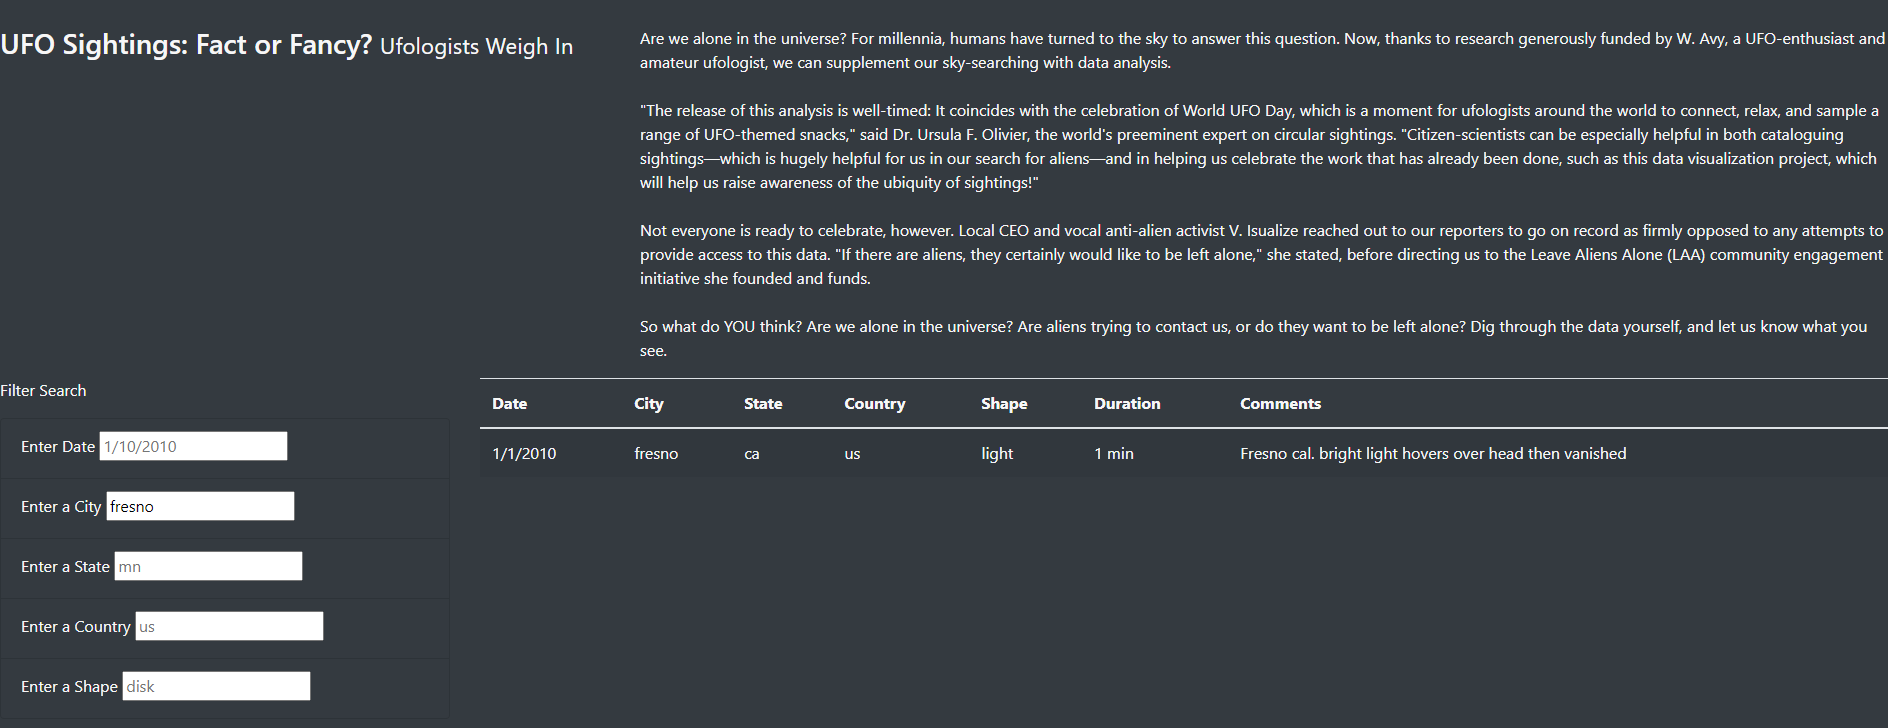 UFO Sightings: Fact or Fancy? Ufologists Weigh In
Are we alone in the universe? For millennia, humans have turned to the sky to answer this question. Now, thanks to research generously funded by W. Avy, a UFO-enthusiast and
amateur ufologist, we can supplement our sky-searching with data analysis.
"The release of this analysis is well-timed: It coincides with the celebration of World UFO Day, which is a moment for ufologists around the world to connect, relax, and sample a
range of UFO-themed snacks," said Dr. Ursula F. Olivier, the world's preeminent expert on circular sightings. "Citizen-scientists can be especially helpful in both cataloguing
sightings—which is hugely helpful for us in our search for aliens—and in helping us celebrate the work that has already been done, such as this data visualization project, which
will help us raise awareness of the ubiquity of sightings!"
Not everyone is ready to celebrate, however. Local CEO and vocal anti-alien activist V. Isualize reached out to our reporters to go on record as firmly opposed to any attempts to
provide access to this data. "If there are aliens, they certainly would like to be left alone," she stated, before directing us to the Leave Aliens Alone (LAA) community engagement
initiative she founded and funds.
So what do YOU think? Are we alone in the universe? Are aliens trying to contact us, or do they want to be left alone? Dig through the data yourself, and let us know what you
see.
Filter Search
Enter Date 1/10/2010
Enter a City fresno
Enter a State mn
Enter a Country us
Enter a Shape disk
Date City State Country Shape Duration Comments
1/1/2010 fresno ca us light 1 min Fresno cal. bright light hovers over head then vanished